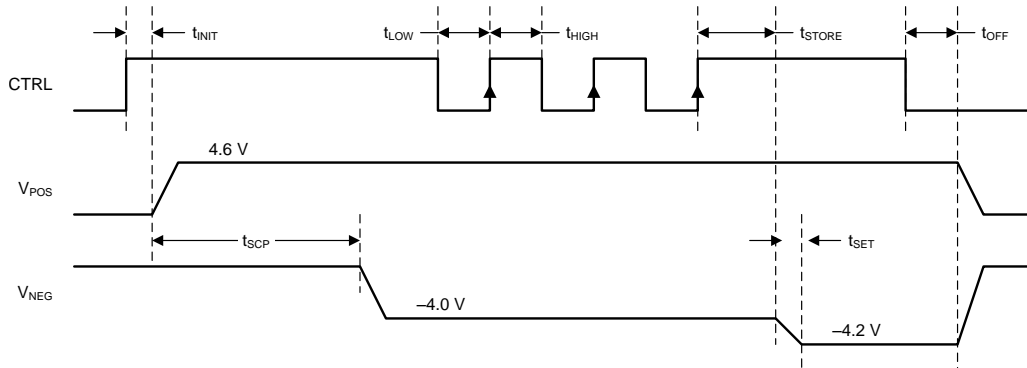 tINIT
tLOW
tHIGH
tSTORE
tOFF
CTRL
4.6 V
VPOS
tSCP
tSET
VNEG
–4.0 V
–4.2 V